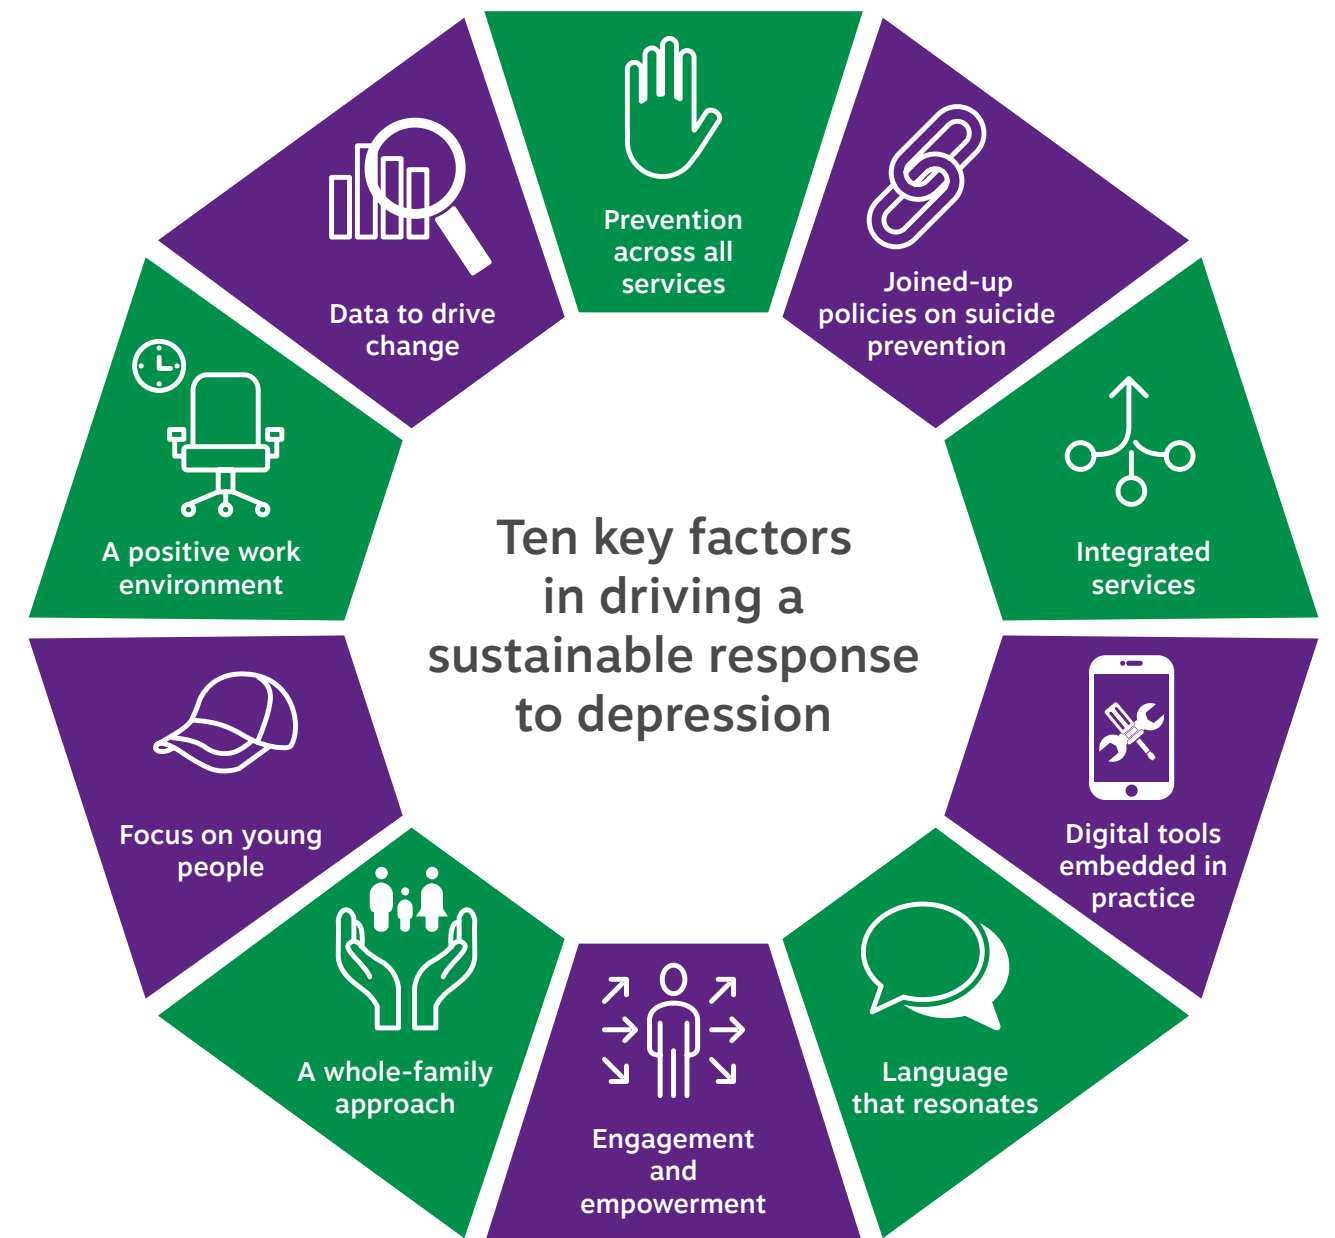 Prevention
across all
services
Joined-up
policies on suicide
prevention
Integrated
services
Digital tools
embedded in
practice
Language
that resonates
Engagement
and
empowerment
A whole-family
approach
Focus on young
people
A positive work
environment
Data to drive
change
Ten key factors
in driving a
sustainable response
to depression